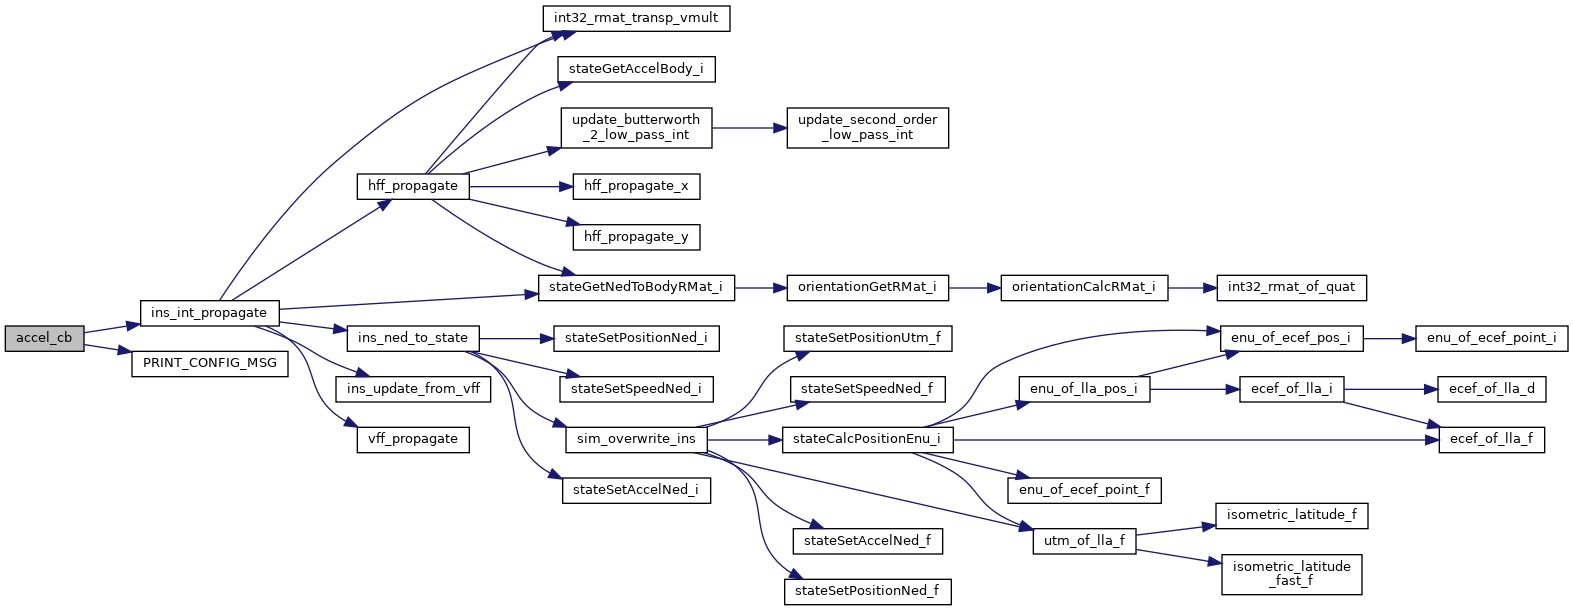 int32_rmat_transp_vmult
stateGetAccelBody_i
update_butterworth
_2_low_pass_int
update_second_order
_low_pass_int
hff_propagate
hff_propagate_x
hff_propagate_y
stateGetNedToBodyRMat_i
orientationGetRMat_i
orientationCalcRMat_i
int32_rmat_of_quat
ins_int_propagate
accel_cb
PRINT_CONFIG_MSG
ins_ned_to_state
stateSetPositionNed_i
stateSetPositionUtm_f
enu_of_ecef_pos_i
enu_of_ecef_point_i
ins_update_from_vff
stateSetSpeedNed_i
stateSetSpeedNed_f
enu_of_lla_pos_i
ecef_of_lla_i
ecef_of_lla_d
vff_propagate
sim_overwrite_ins
stateCalcPositionEnu_i
ecef_of_lla_f
stateSetAccelNed_i
enu_of_ecef_point_f
isometric_latitude_f
stateSetAccelNed_f
utm_of_lla_f
isometric_latitude
_fast_f
stateSetPositionNed_f